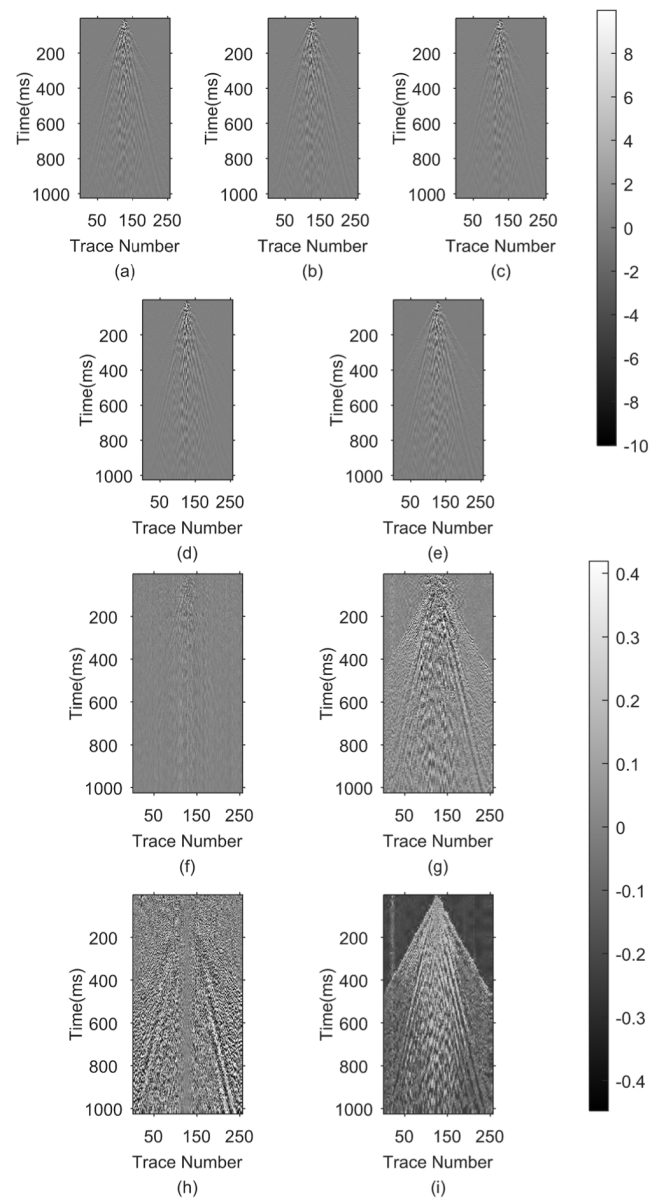 200
400
600
800
1000
Time(ms)
50 150 250
Trace Number
(a)
200
400
600
800
1000
Time(ms)
50 150 250
Trace Number
(b)
200
400
600
800
1000
Time(ms)
50 150 250
Trace Number
(c)
8
6
4
2
0
-2
-4
-6
-8
-10
200
400
600
800
1000
Time(ms)
50 150 250
Trace Number
(d)
200
400
600
800
1000
Time(ms)
50 150 250
Trace Number
(e)
200
400
600
800
1000
Time(ms)
50 150 250
Trace Number
(f)
200
400
600
800
1000
Time(ms)
50 150 250
Trace Number
(g)
0.4
0.3
0.2
0.1
0
-0.1
-0.2
-0.3
-0.4
200
400
600
800
1000
Time(ms)
50 150 250
Trace Number
(h)
200
400
600
800
1000
Time(ms)
50 150 250
Trace Number
(i)